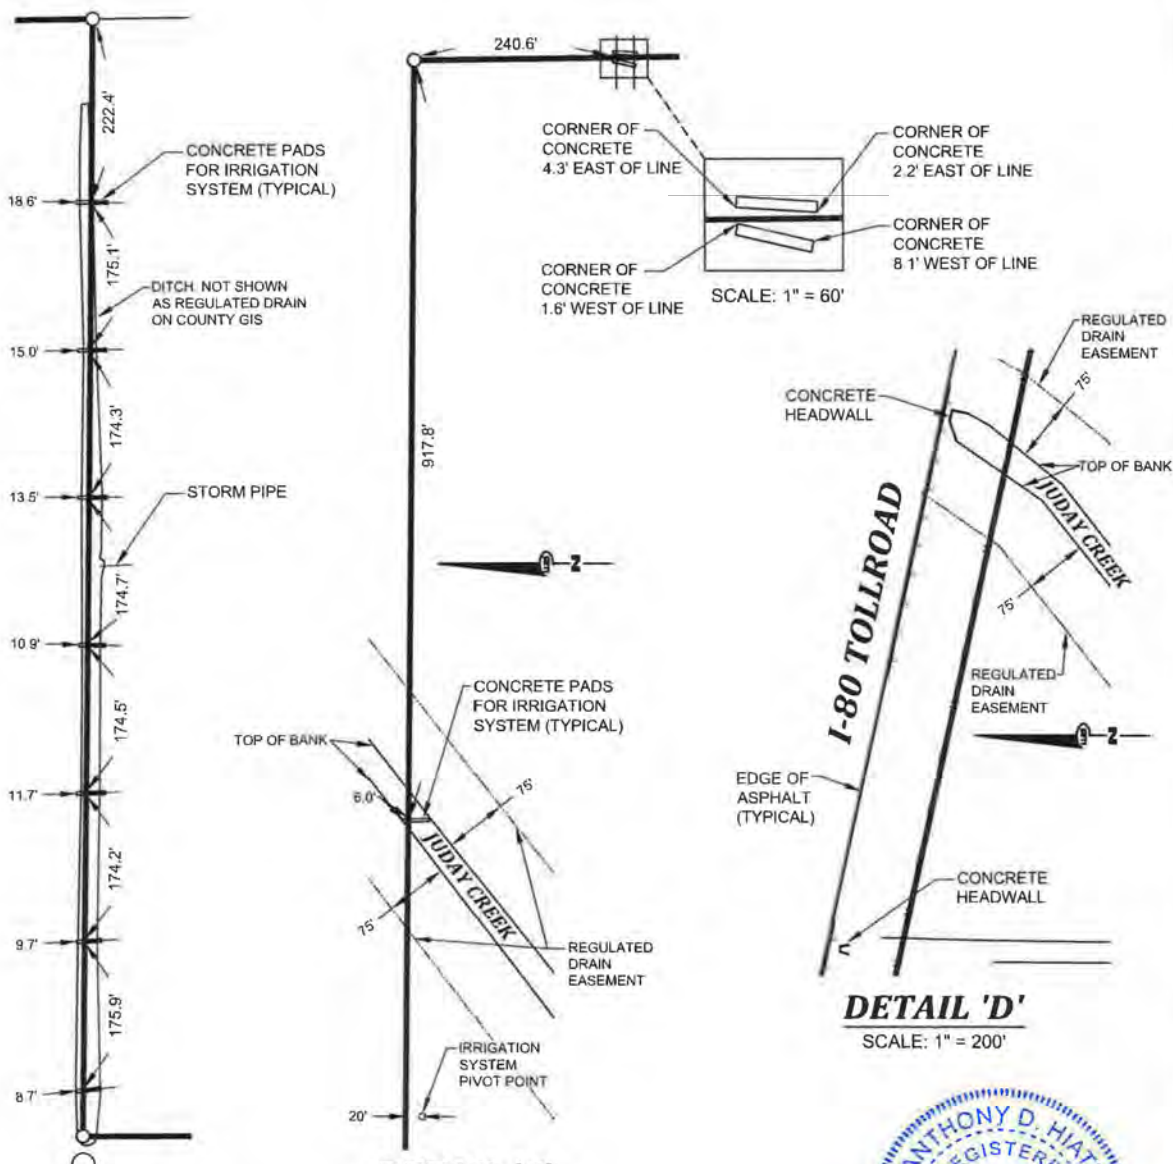 222.4'
CONCRETE PADS
FOR IRRIGATION
SYSTEM (TYPICAL)
18.6'
175.1'
DITCH. NOT SHOWN
AS REGULATED DRAIN
ON COUNTY GIS
15.0'
174.3'
13.5'
STORM PIPE
174.7'
10.9'
174.5'
11.7'
174.2'
9.7'
175.9'
8.7'
240.6'
CORNER OF
CONCRETE
4.3' EAST OF LINE
CORNER OF
CONCRETE
2.2' EAST OF LINE
CORNER OF
CONCRETE
1.6' WEST OF LINE
CORNER OF
CONCRETE
8.1' WEST OF LINE
SCALE: 1" = 60'
917.8'
N
CONCRETE PADS
FOR IRRIGATION
SYSTEM (TYPICAL)
TOP OF BANK
6.0'
75'
JUDAY CREEK
75'
REGULATED
DRAIN
EASEMENT
IRRIGATION
SYSTEM
PIVOT POINT
20'
REGULATED
DRAIN
EASEMENT
75'
CONCRETE
HEADWALL
TOP OF BANK
JUDAY CREEK
I-80 TOLLROAD
75'
REGULATED
DRAIN
EASEMENT
N
EDGE OF
ASPHALT
(TYPICAL)
CONCRETE
HEADWALL
DETAIL 'D'
SCALE: 1" = 200'
ANTHONY D. HIAT